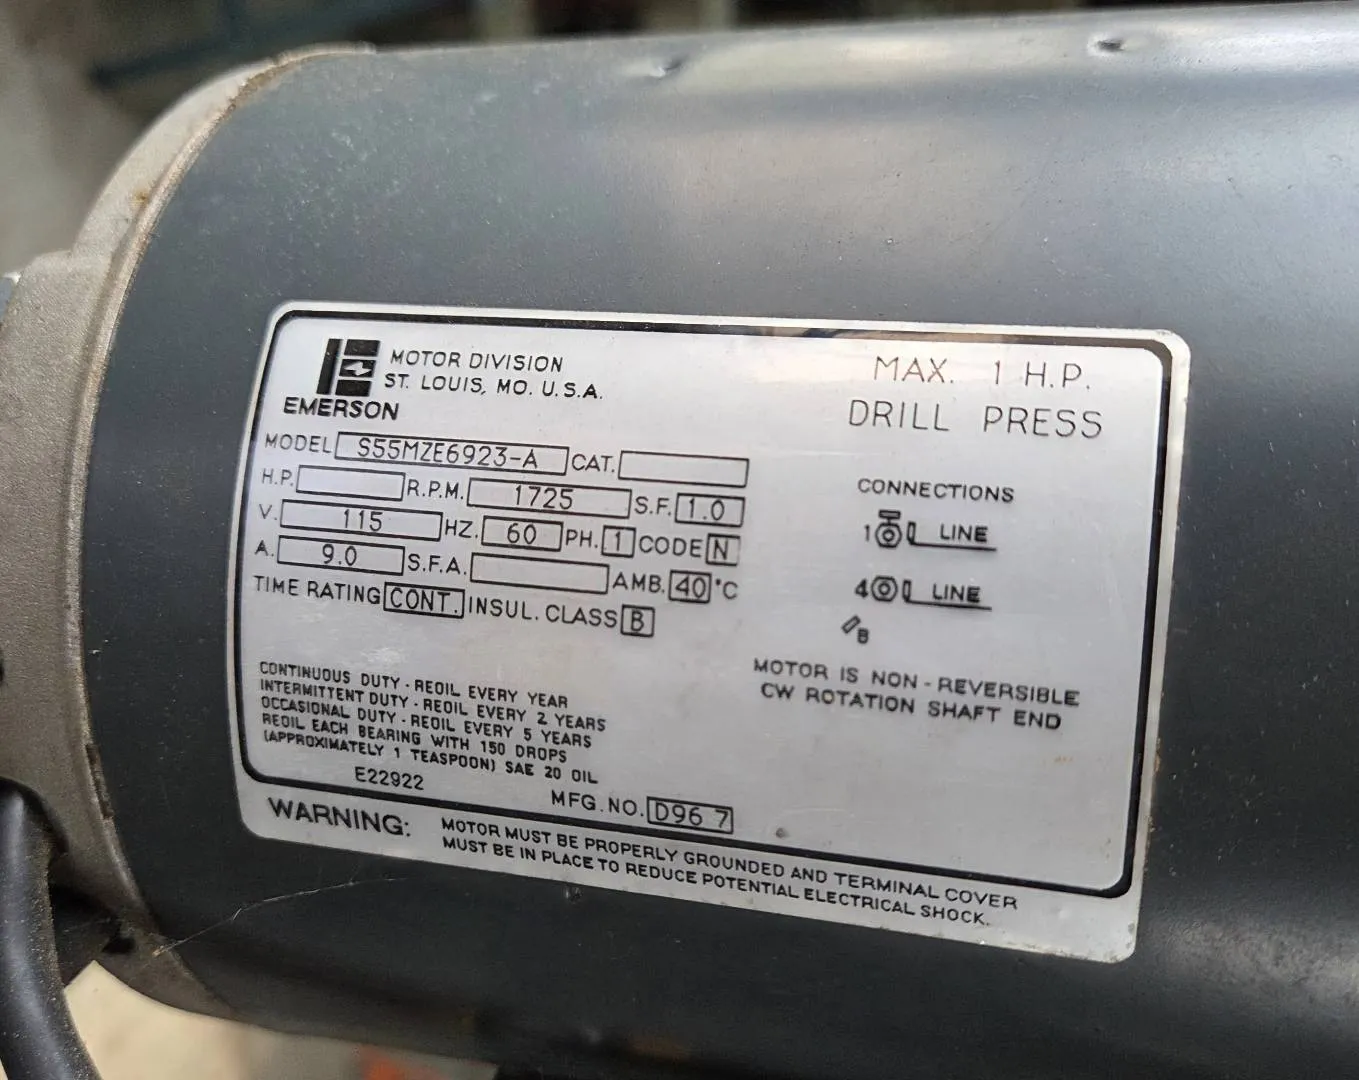 MOTOR DIVISION
ST. LOUIS, MO. U.S.A.
EMERSON
MODEL S55MZE6923-A CAT.
H.P. R.P.M. 1725 S.F. 1.0
V. 115 HZ. 60 PH. 1 CODE N
A. 9.0 S.F.A. AMB. 40 °C
TIME RATING CONT. INSUL. CLASS B
CONTINUOUS DUTY - REOIL EVERY YEAR
INTERMITTENT DUTY - REOIL EVERY 2 YEARS
OCCASIONAL DUTY - REOIL EVERY 5 YEARS
REOIL EACH BEARING WITH 150 DROPS
(APPROXIMATELY 1 TEASPOON) SAE 20 OIL
E22922
MFG. NO. D96 7
MAX. 1 H.P.
DRILL PRESS
CONNECTIONS
1 LINE
4 LINE
B
MOTOR IS NON - REVERSIBLE
CW ROTATION SHAFT END
WARNING: MOTOR MUST BE PROPERLY GROUNDED AND TERMINAL COVER
MUST BE IN PLACE TO REDUCE POTENTIAL ELECTRICAL SHOCK.